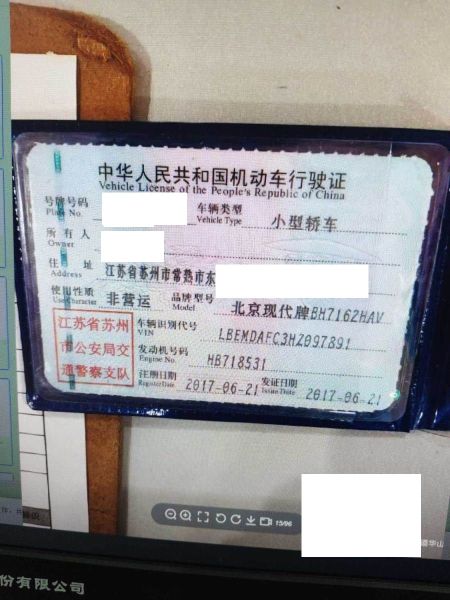 中华人民共和国机动车行驶证
Vehicle License of the People's Republic of China
号牌号码 车辆类型 小型轿车
Plate No. Vehicle Type
所有人
Owner
住址 江苏省苏州市常熟市东
Address
使用性质 非营运 品牌型号 北京现代牌BH7162HAV
Use Character Model
江苏省苏州
市公安局交
通警察支队
车辆识别代号 LBEMDAFC3HZ097891
VIN
发动机号码 HB718531
Engine No.
注册日期 2017-06-21 发证日期 2017-06-21
Register Date Issue Date
15/96
份有限公司